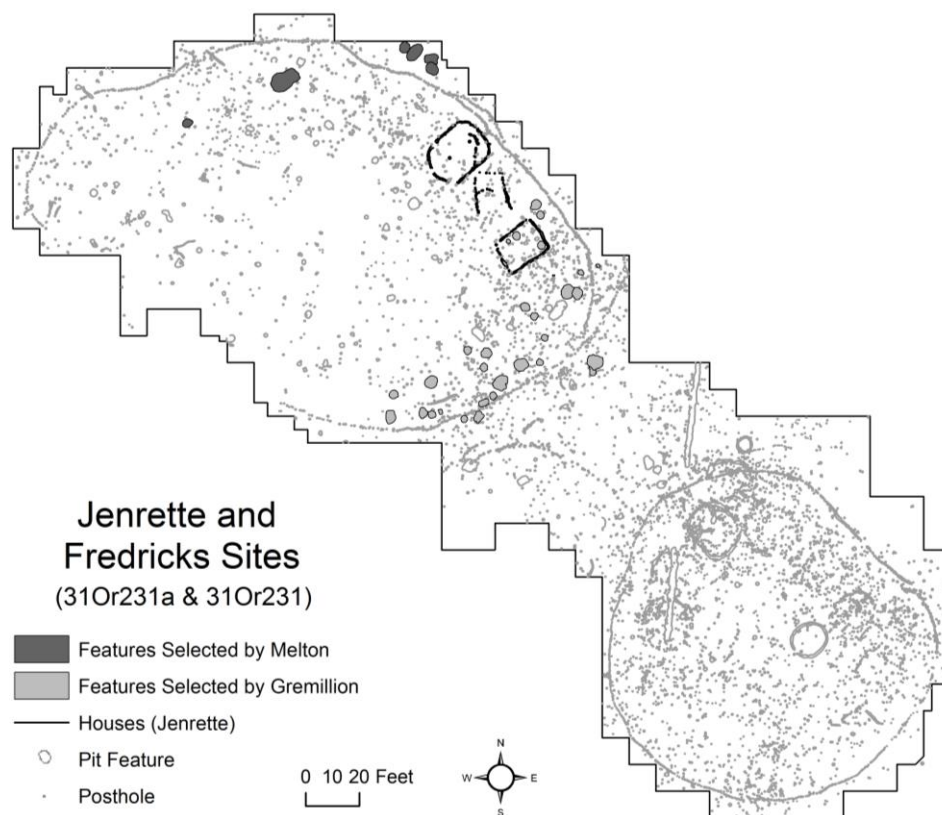 Jenrette and
Fredricks Sites
(31Or231a & 31Or231)
Features Selected by Melton
Features Selected by Gremillion
Houses (Jenrette)
Pit Feature
Posthole
0 10 20 Feet
N
W E
S